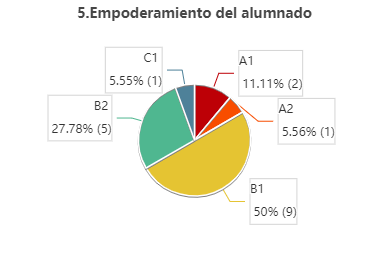 5.Empoderamiento del alumnado
C1
5.55% (1)
A1
11.11% (2)
B2
27.78% (5)
A2
5.56% (1)
B1
50% (9)